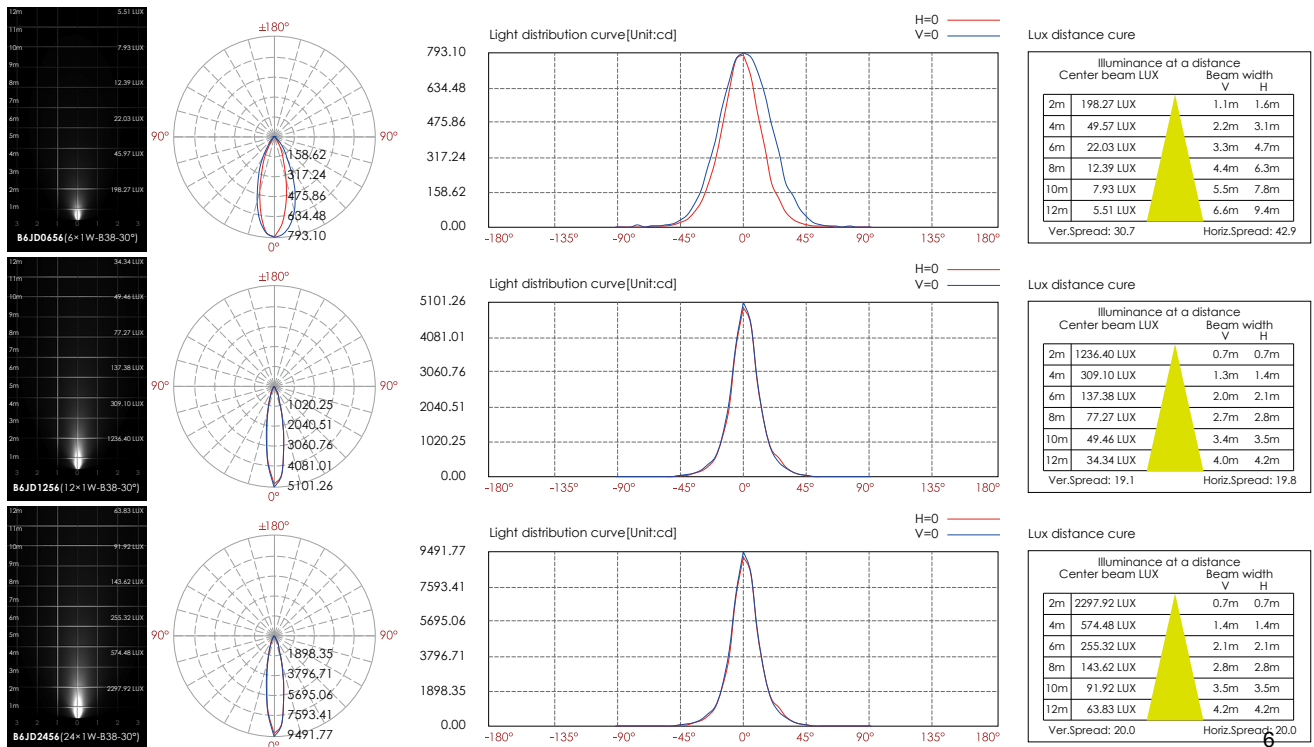 12m 5.51 LUX
11m
10m 7.93 LUX
9m
8m 12.39 LUX
7m
6m 22.03 LUX
5m
4m 45.97 LUX
3m
2m 198.27 LUX
1m
3 2 1 0 1 2 3
B6JD0656(6×1W-B38-30°)
±180°
90° 90°
158.62
317.24
475.86
634.48
793.10
0°
Light distribution curve[Unit:cd]
H=0
V=0
793.10
634.48
475.86
317.24
158.62
0.00
-180° -135° -90° -45° 0° 45° 90° 135° 180°
Lux distance cure
Illuminance at a distance
Center beam LUX Beam width
V H
2m 198.27 LUX 1.1m 1.6m
4m 49.57 LUX 2.2m 3.1m
6m 22.03 LUX 3.3m 4.7m
8m 12.39 LUX 4.4m 6.3m
10m 7.93 LUX 5.5m 7.8m
12m 5.51 LUX 6.6m 9.4m
Ver.Spread: 30.7 Horiz.Spread: 42.9
12m 34.34 LUX
11m
10m 49.46 LUX
9m
8m 77.27 LUX
7m
6m 137.38 LUX
5m
4m 309.10 LUX
3m
2m 1236.40 LUX
1m
3 2 1 0 1 2 3
B6JD1256(12×1W-B38-30°)
±180°
90° 90°
1020.25
2040.51
3060.76
4081.01
5101.26
0°
Light distribution curve[Unit:cd]
H=0
V=0
5101.26
4081.01
3060.76
2040.51
1020.25
0.00
-180° -135° -90° -45° 0° 45° 90° 135° 180°
Lux distance cure
Illuminance at a distance
Center beam LUX Beam width
V H
2m 1236.40 LUX 0.7m 0.7m
4m 309.10 LUX 1.3m 1.4m
6m 137.38 LUX 2.0m 2.1m
8m 77.27 LUX 2.7m 2.8m
10m 49.46 LUX 3.4m 3.5m
12m 34.34 LUX 4.0m 4.2m
Ver.Spread: 19.1 Horiz.Spread: 19.8
12m 63.83 LUX
11m
10m 91.92 LUX
9m
8m 143.62 LUX
7m
6m 255.32 LUX
5m
4m 574.48 LUX
3m
2m 2297.92 LUX
1m
3 2 1 0 1 2 3
B6JD2456(24×1W-B38-30°)
±180°
90° 90°
1898.35
3796.71
5695.06
7593.41
9491.77
0°
Light distribution curve[Unit:cd]
H=0
V=0
9491.77
7593.41
5695.06
3796.71
1898.35
0.00
-180° -135° -90° -45° 0° 45° 90° 135° 180°
Lux distance cure
Illuminance at a distance
Center beam LUX Beam width
V H
2m 2297.92 LUX 0.7m 0.7m
4m 574.48 LUX 1.4m 1.4m
6m 255.32 LUX 2.1m 2.1m
8m 143.62 LUX 2.8m 2.8m
10m 91.92 LUX 3.5m 3.5m
12m 63.83 LUX 4.2m 4.2m
Ver.Spread: 20.0 Horiz.Spread: 20.0
6